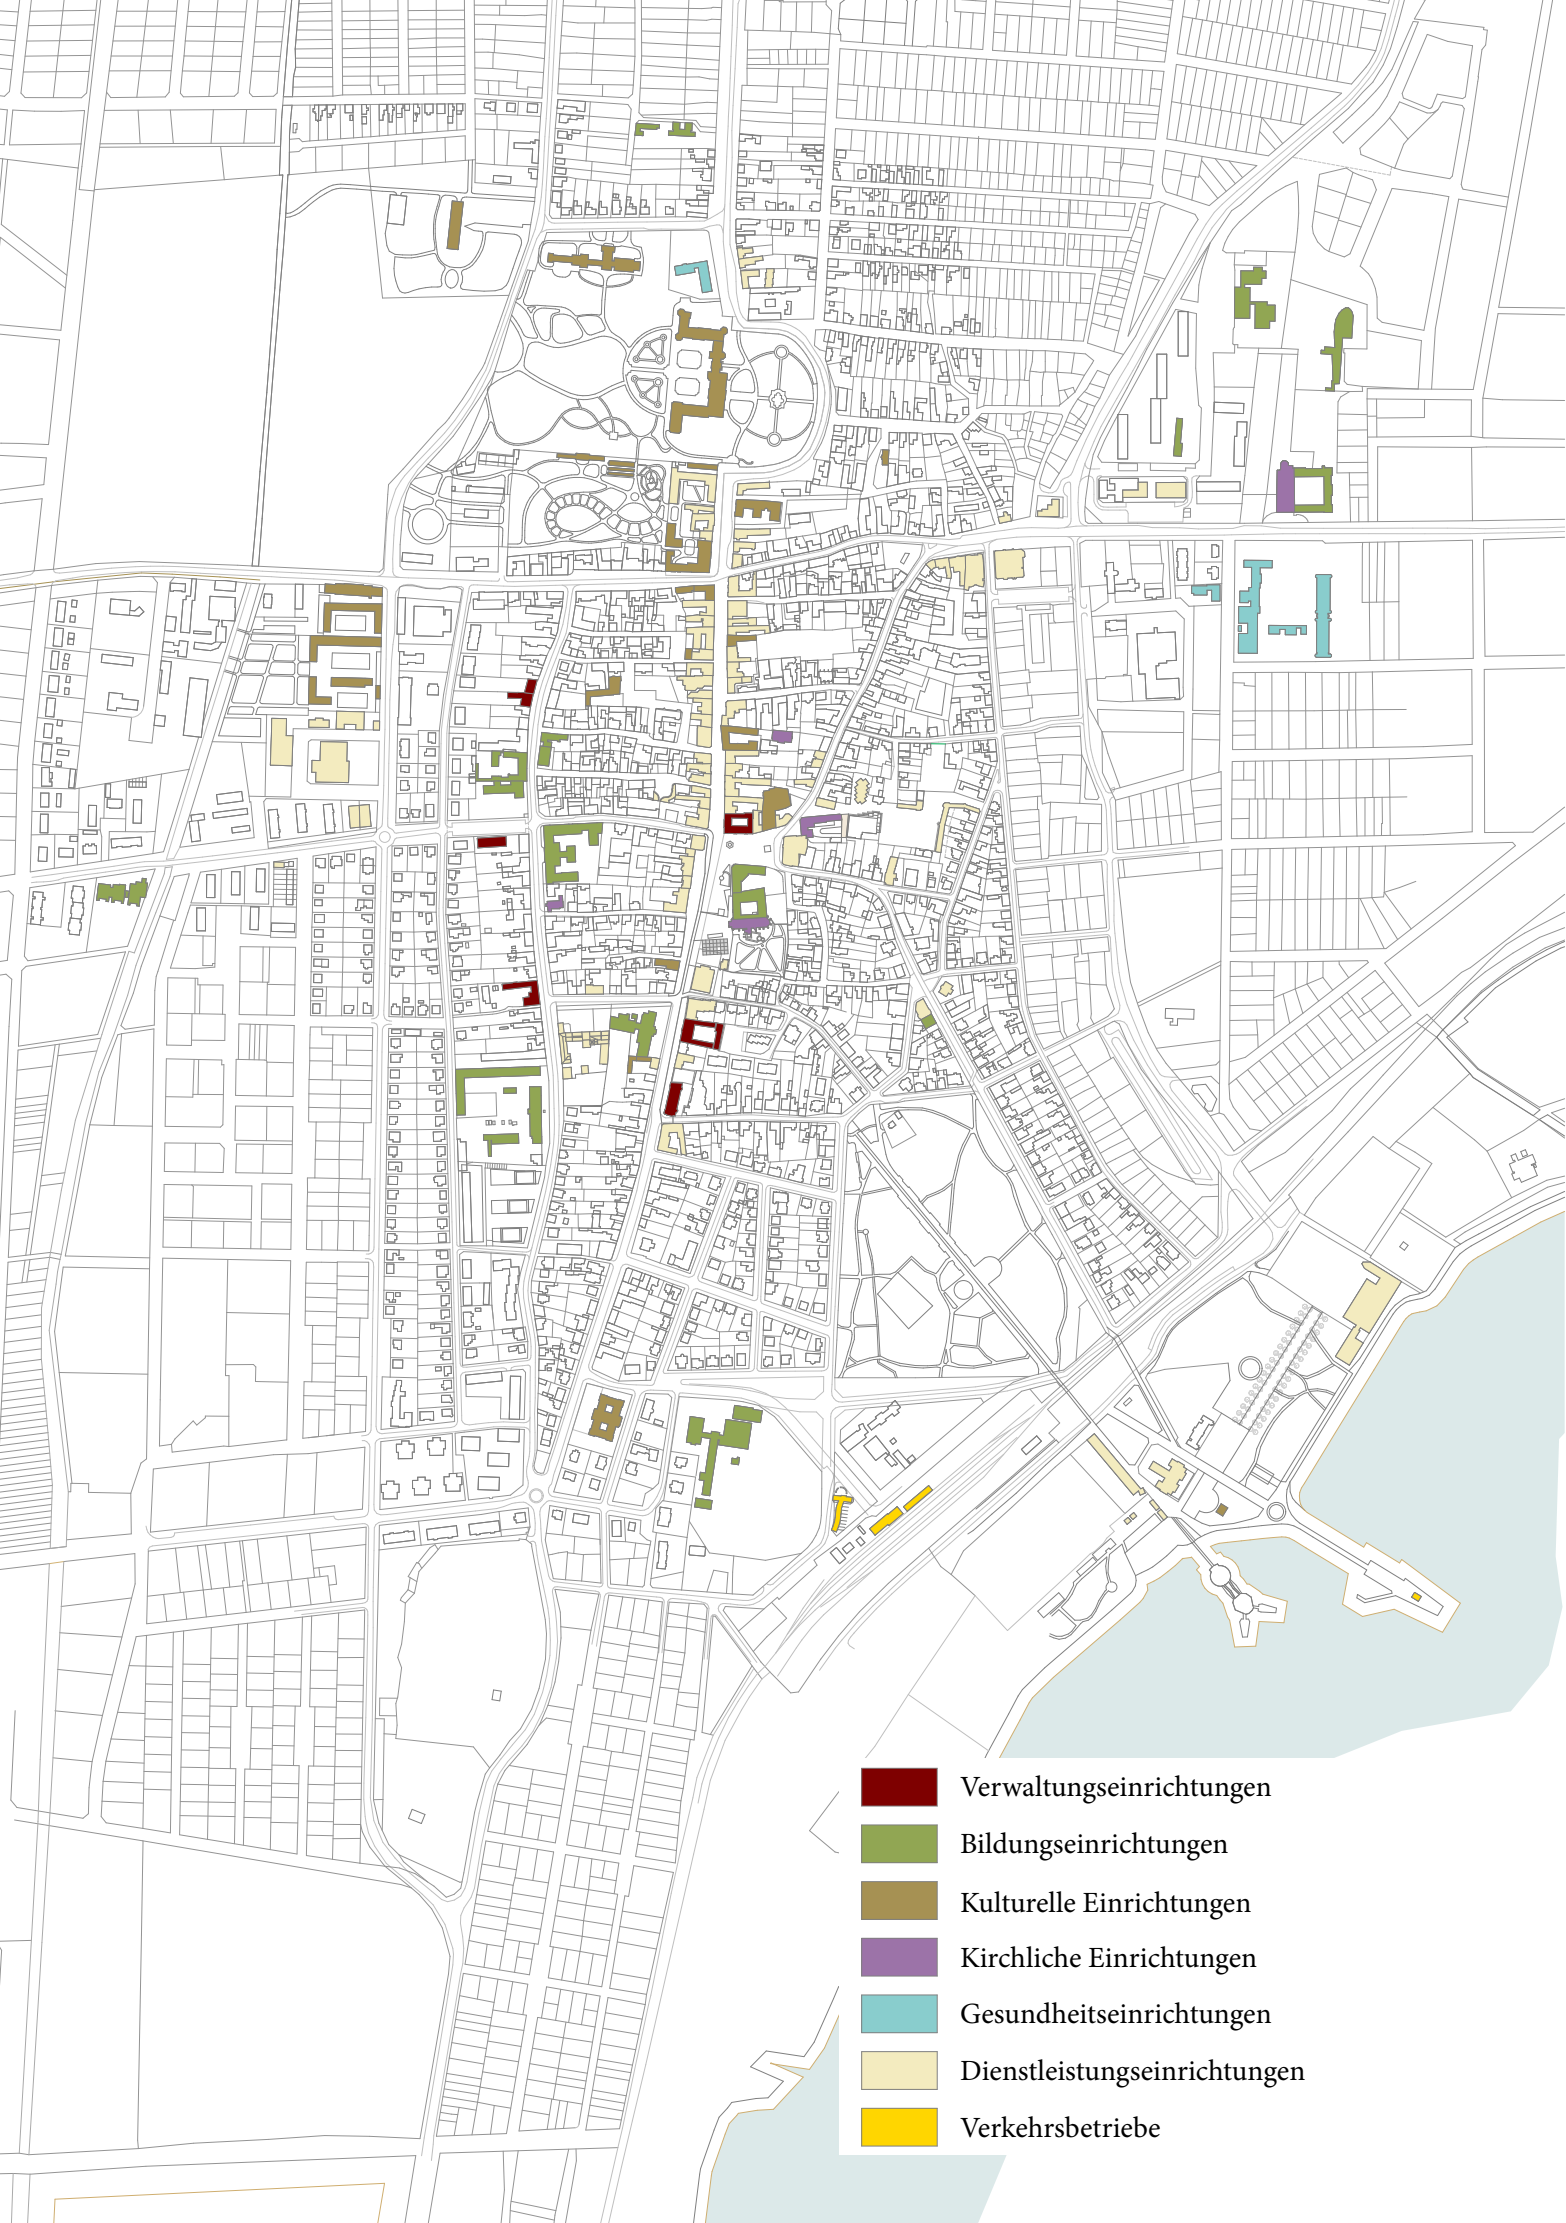 Verwaltungseinrichtungen
Bildungseinrichtungen
Kulturelle Einrichtungen
Kirchliche Einrichtungen
Gesundheitseinrichtungen
Dienstleistungseinrichtungen
Verkehrsbetriebe